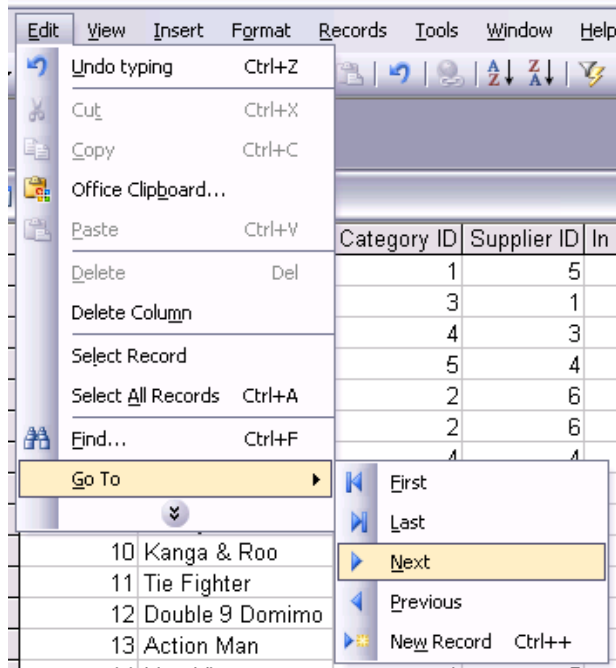 Edit View Insert Format Records Tools Window Help
Undo typing Ctrl+Z
Cut Ctrl+X
Copy Ctrl+C
Office Clipboard...
Paste Ctrl+V
Delete Del
Delete Column
Select Record
Select All Records Ctrl+A
Find... Ctrl+F
Go To
First
Last
Next
Previous
New Record Ctrl++
Category ID Supplier ID In
1 5
3 1
4 3
5 4
2 6
2 6
4 4
10 Kanga & Roo
11 Tie Fighter
12 Double 9 Domimo
13 Action Man